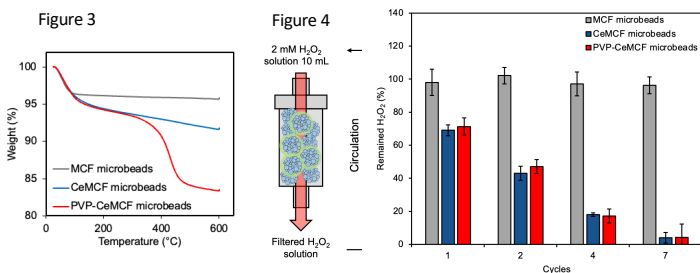 Figure 3
100
95
90
85
80
Weight (%)
MCF microbeads
CeMCF microbeads
PVP-CeMCF microbeads
0 200 400 600
Temperature (°C)
Figure 4
2 mM H₂O₂
solution 10 mL
Circulation
Filtered H₂O₂
solution
140
120
100
80
60
40
20
0
Remained H₂O₂ (%)
MCF microbeads
CeMCF microbeads
PVP-CeMCF microbeads
1 2 4 7
Cycles